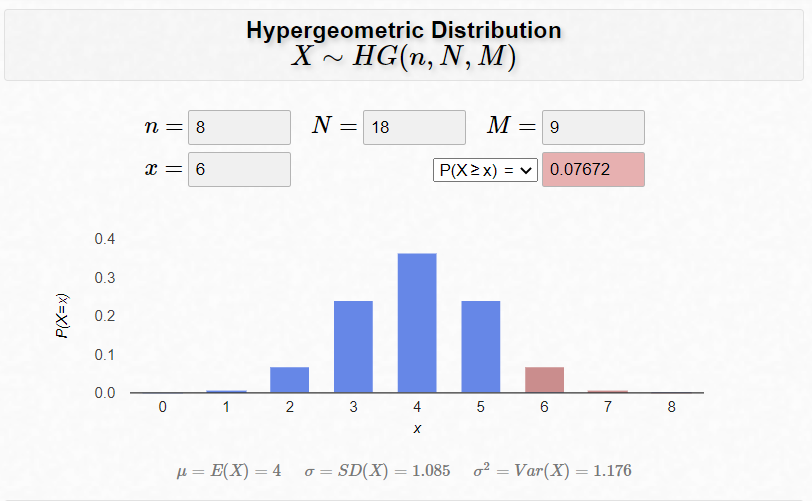 Hypergeometric Distribution
X ∼ HG(n, N, M)
n = 8 N = 18 M = 9
x = 6 P(X ≥ x) = 0.07672
0.4
0.3
0.2
0.1
0.0
P(X=x)
0 1 2 3 4 5 6 7 8
x
μ = E(X) = 4 σ = SD(X) = 1.085 σ² = Var(X) = 1.176